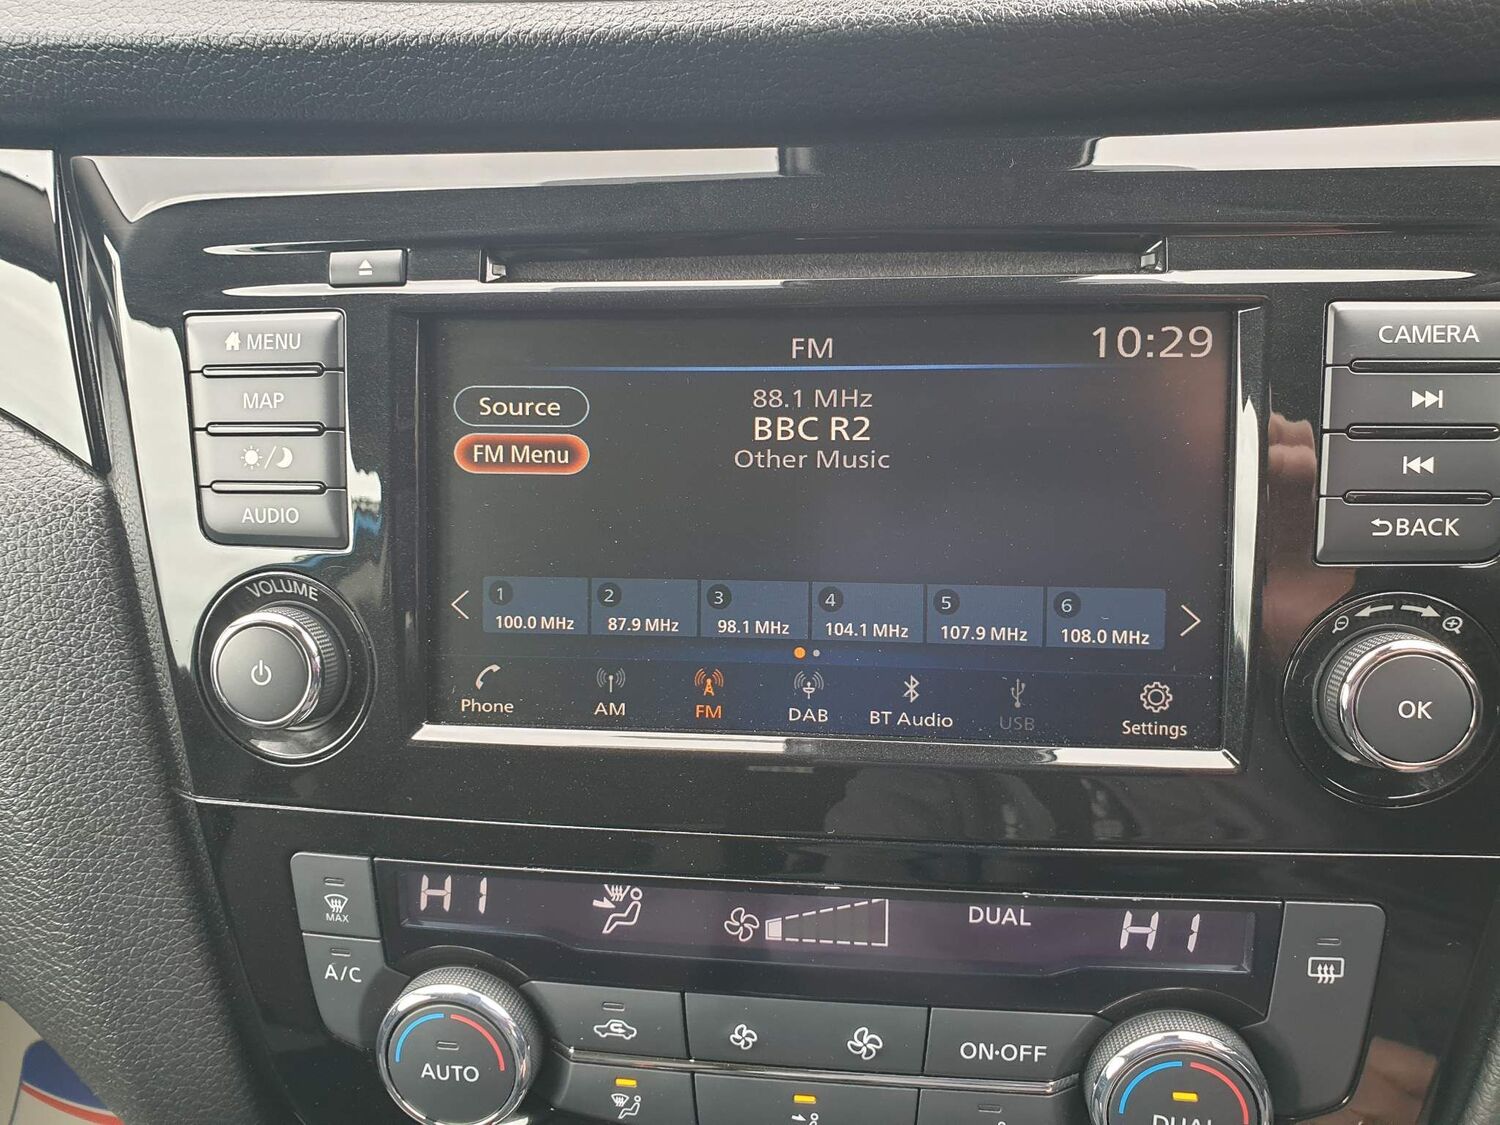 MENU
MAP
AUDIO
VOLUME
FM
10:29
Source
FM Menu
88.1 MHz
BBC R2
Other Music
1
100.0 MHz
2
87.9 MHz
3
98.1 MHz
4
104.1 MHz
5
107.9 MHz
6
108.0 MHz
Phone
AM
FM
DAB
BT Audio
USB
Settings
CAMERA
BACK
OK
HI
DUAL
HI
MAX
A/C
AUTO
ON·OFF
DUAL